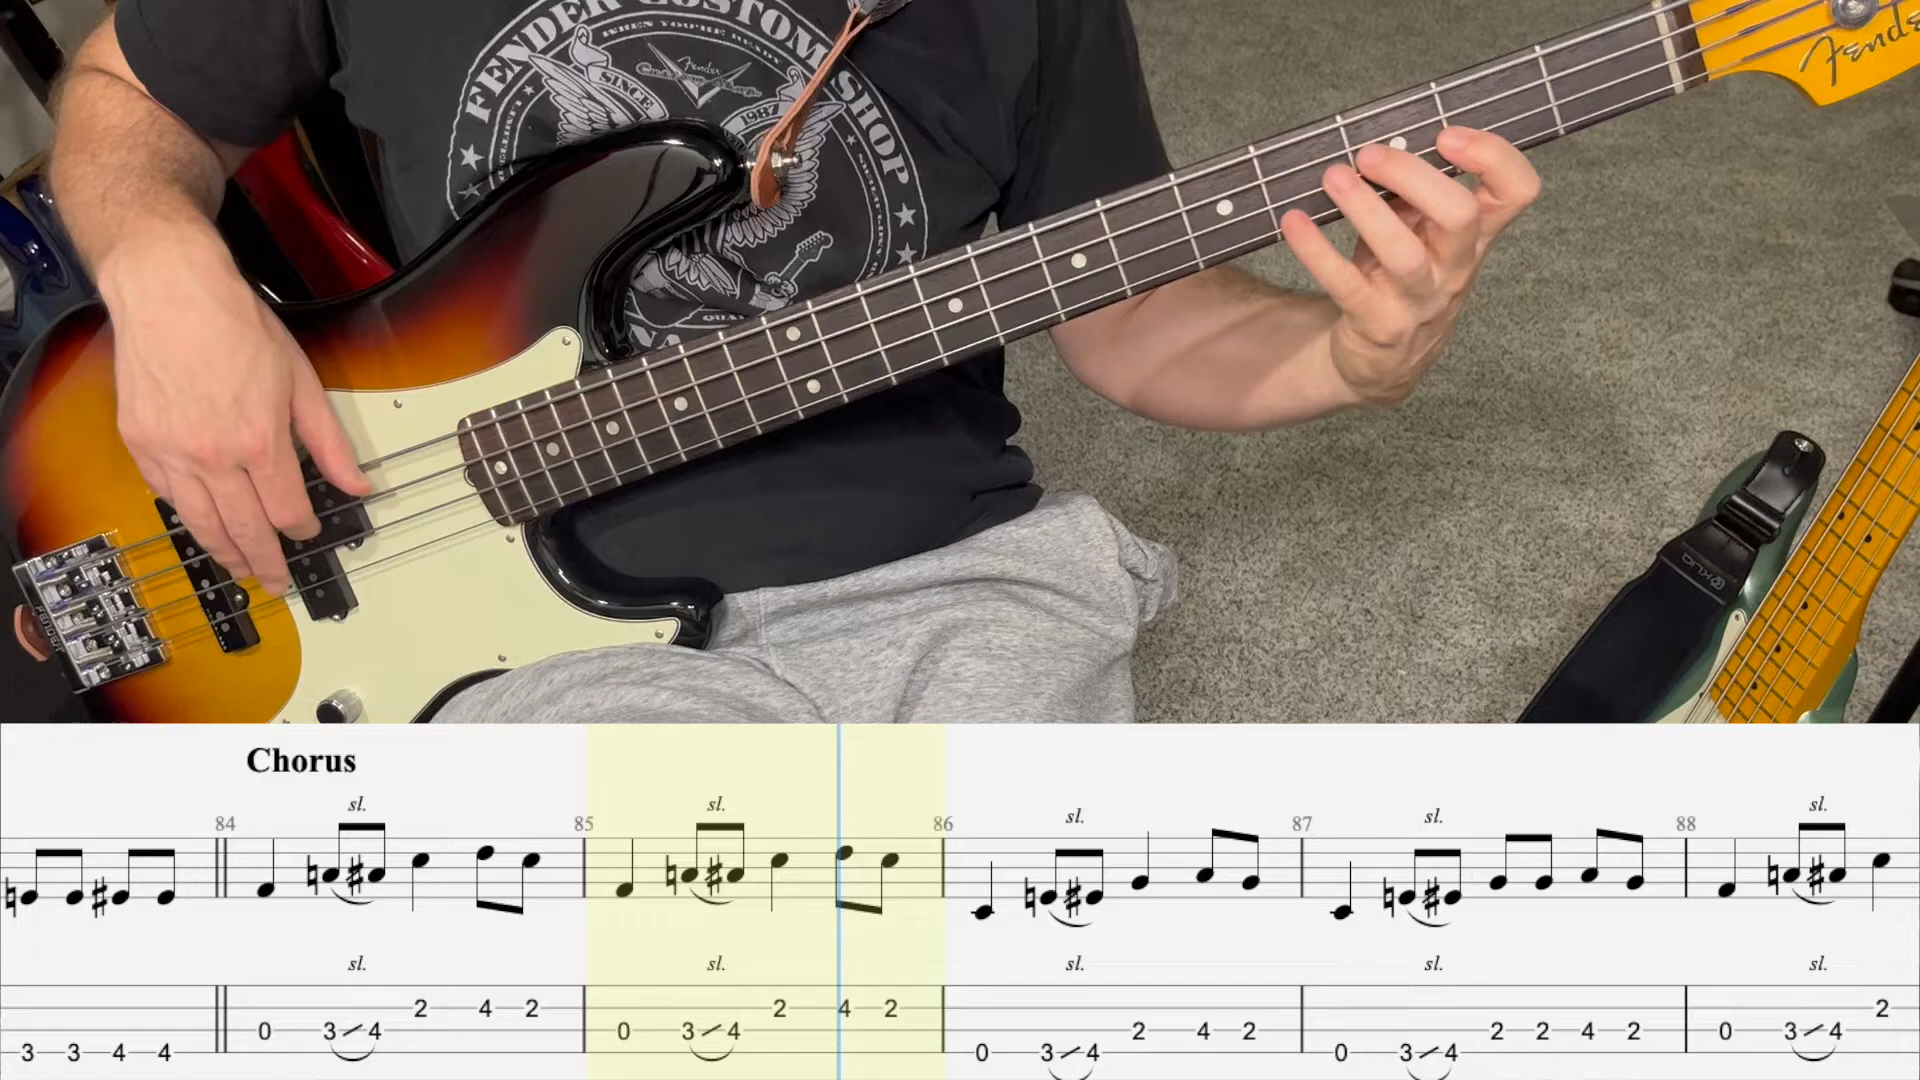 FENDER CUSTOM SHOP
WHEN YOU'RE READY
Fender
SINCE
1987
Fende
FENDER
KLIQ
Chorus
sl. sl. sl. sl. sl.
84 85 86 87 88
sl. sl. sl. sl. sl.
2 4 2 2 4 2 2
0 3 4 0 3 4 2 4 2 2 2 4 2 0 3 4
3 3 4 4 0 3 4 0 3 4